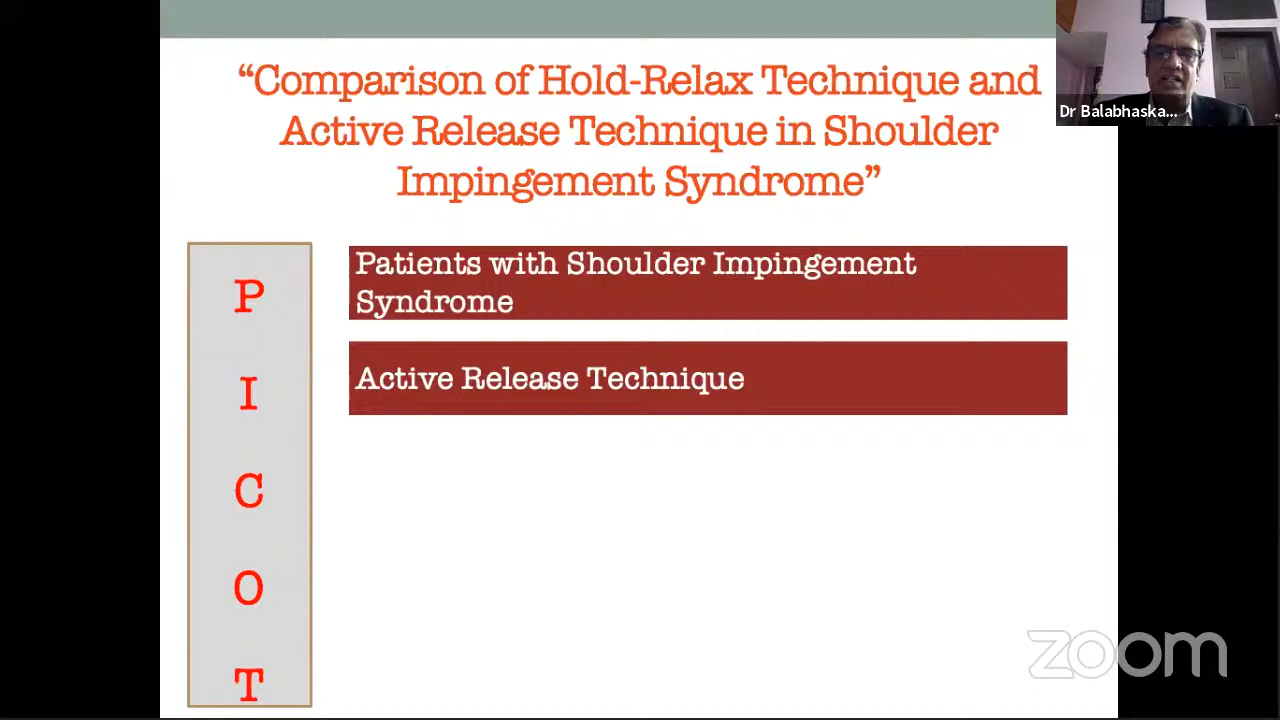 “Comparison of Hold-Relax Technique and
Active Release Technique in Shoulder
Impingement Syndrome”
Dr Balabhaska...
P
Patients with Shoulder Impingement
Syndrome
I
Active Release Technique
C
O
T
zoom